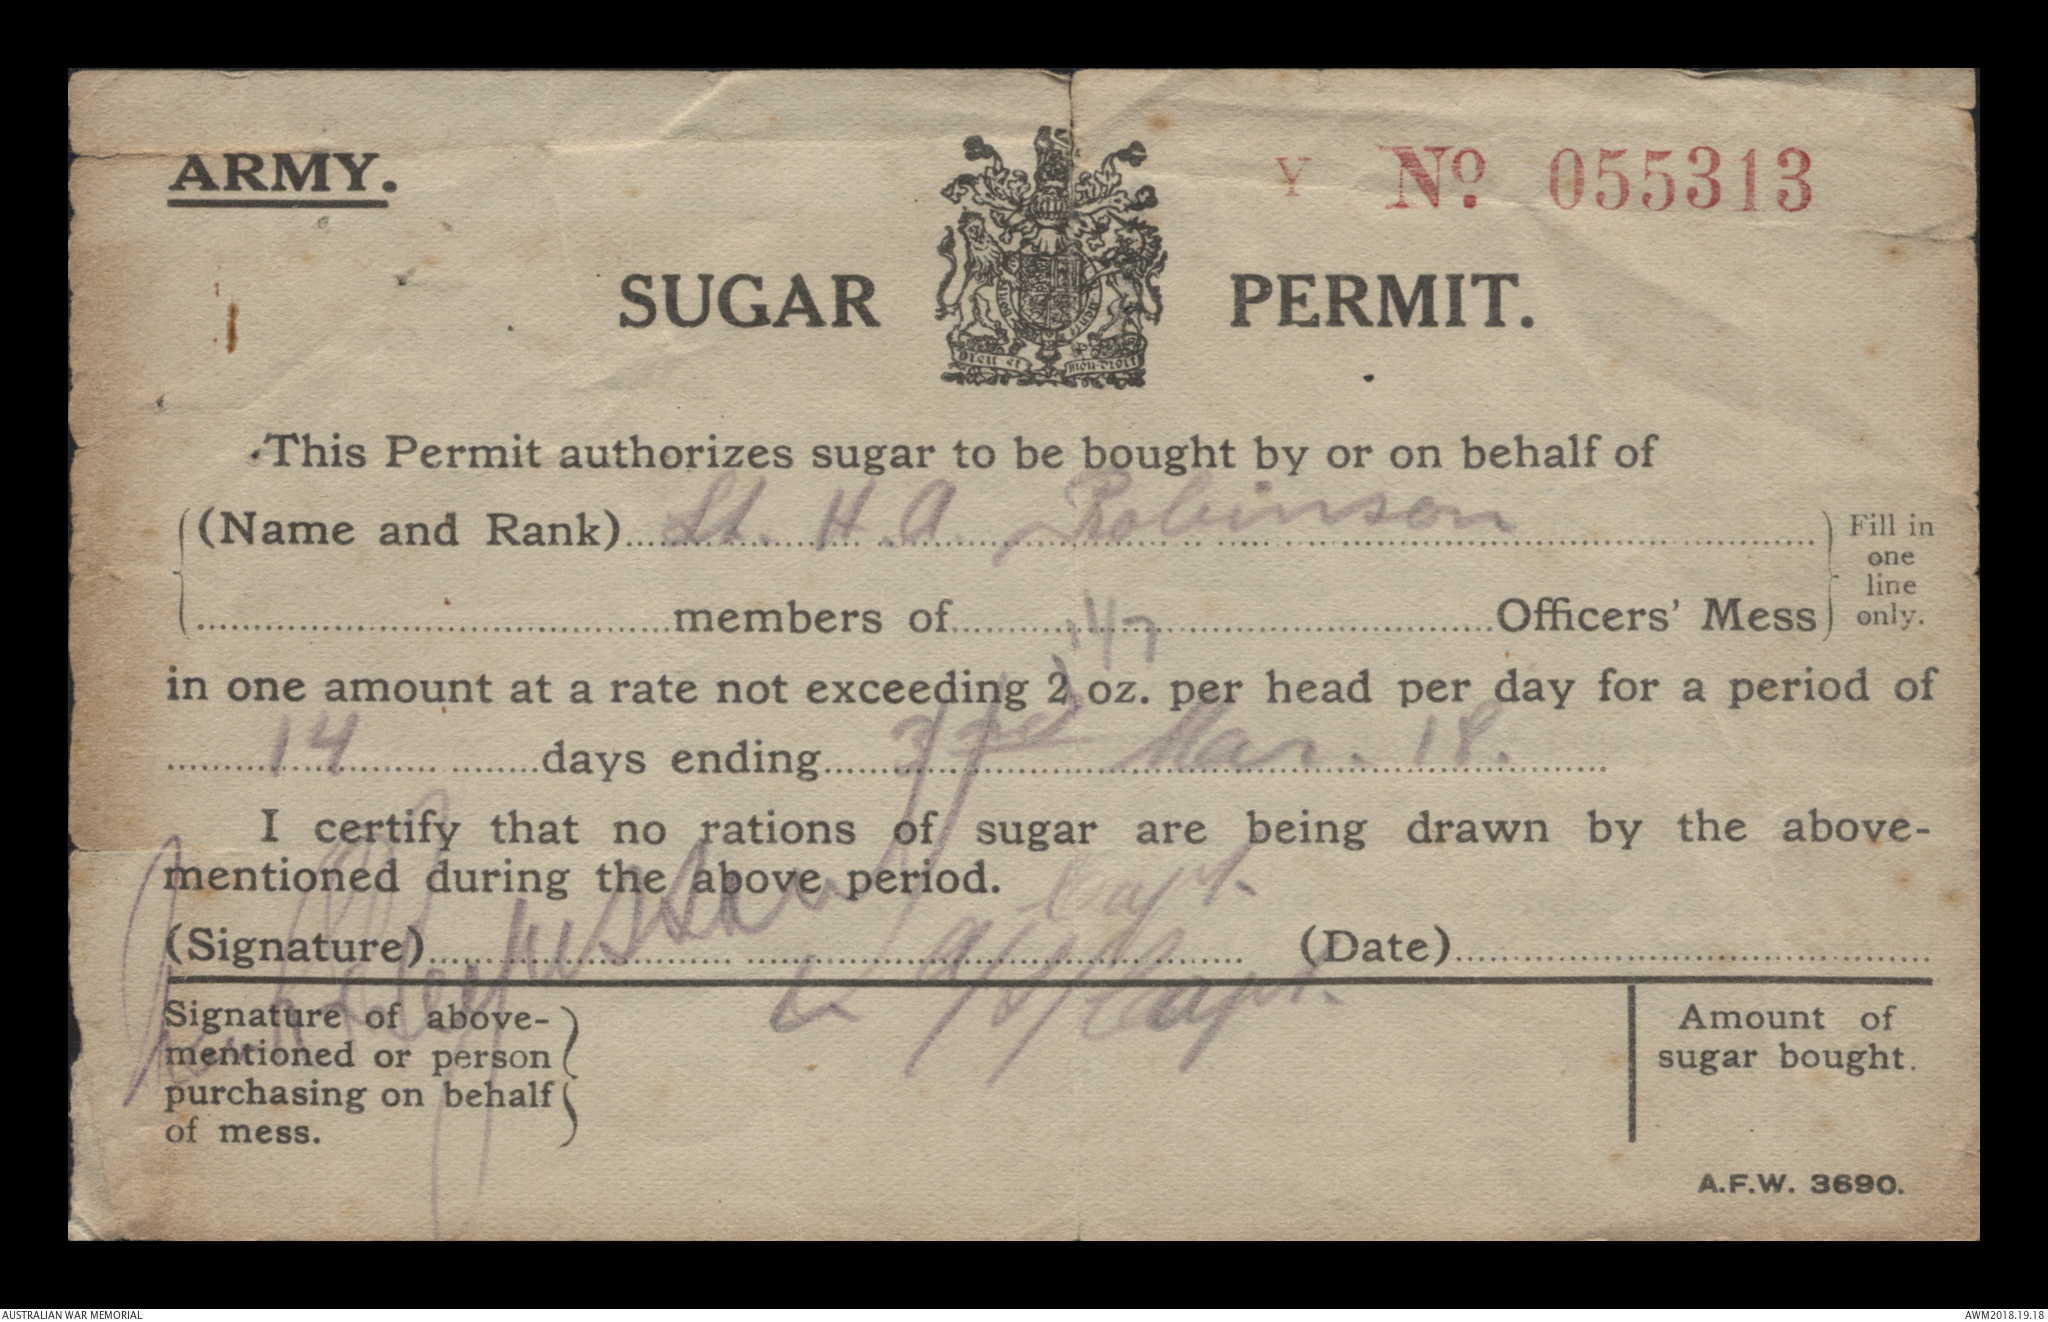 ARMY.
Y No 055313
SUGAR PERMIT.
Dieu et mon droit
This Permit authorizes sugar to be bought by or on behalf of
(Name and Rank) Lt. H. A. Robinson
Fill in one line only.
members of Officers' Mess
in one amount at a rate not exceeding 2 oz. per head per day for a period of
14 days ending 3rd Mar. 18.
I certify that no rations of sugar are being drawn by the above-
mentioned during the above period.
Capt.
(Signature) (Date)
Capt.
Signature of above-
mentioned or person
purchasing on behalf
of mess.
Amount of
sugar bought.
A.F.W. 3690.
AUSTRALIAN WAR MEMORIAL
AWM2018.19.18